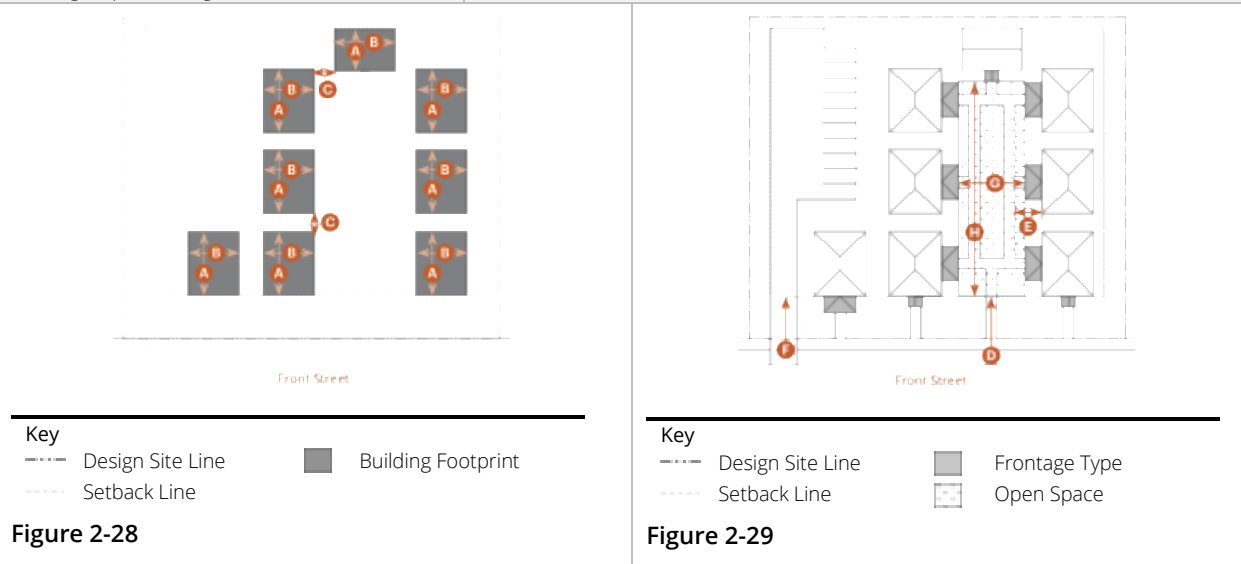 A B
B
A
C
B
A
B
A
B
A
C
B
A
B
A
B
A
Front Street
Key
Design Site Line
Building Footprint
Setback Line
Figure 2-28
G
H
E
F
D
Front Street
Key
Design Site Line
Frontage Type
Setback Line
Open Space
Figure 2-29